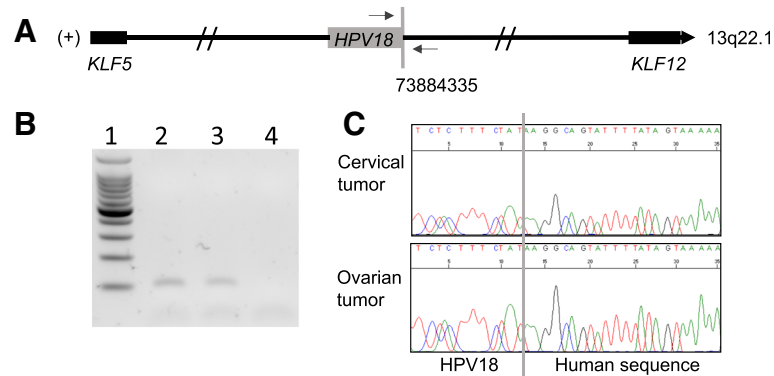 A
(+)
HPV18
13q22.1
KLF5
KLF12
73884335
B
1 2 3 4
C
T C T C T T T C T A T A A G G C A G T A T T T T A T A G T A A A A A
5 10 15 20 25 30 35
Cervical
tumor
T C T C T T T C T A T A A G G C A G T A T T T T A T A G T A A A A A
5 10 15 20 25 30 35
Ovarian
tumor
HPV18 Human sequence